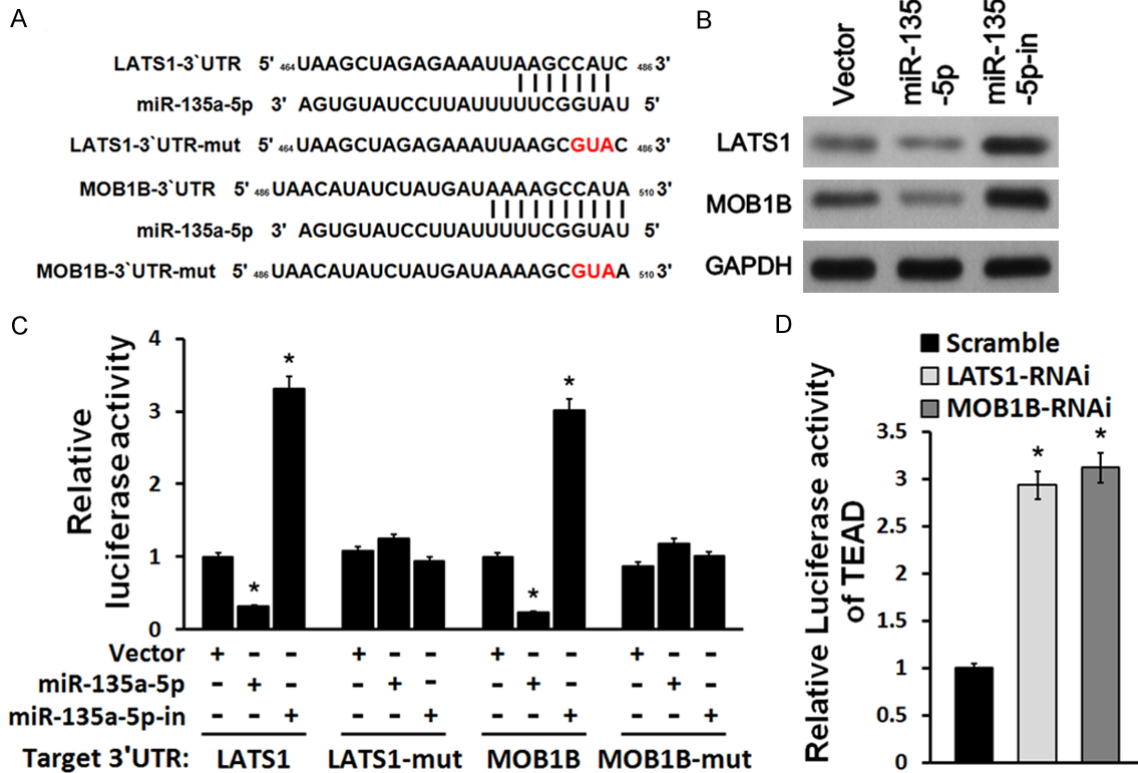 A
LATS1-3`UTR 5' 464 UAAGCUAGAGAAAUUAAGCCAUC 486 3'
miR-135a-5p 3' AGUGUAUCCUUAUUUUUCGGUAU 5'
LATS1-3`UTR-mut 5' 464 UAAGCUAGAGAAAUUAAGCGUAC 486 3'
MOB1B-3`UTR 5' 486 UAACAUAUCUAUGAUAAAAGCCAUA 510 3'
miR-135a-5p 3' AGUGUAUCCUUAUUUUUCGGUAU 5'
MOB1B-3`UTR-mut 5' 486 UAACAUAUCUAUGAUAAAAGCGUAA 510 3'
B
Vector
miR-135
-5p
miR-135
-5p-in
LATS1
MOB1B
GAPDH
C
Relative
luciferase activity
4
3
2
1
0
Vector + - - + - - + - - + - -
miR-135a-5p - + - - + - - + - - + -
miR-135a-5p-in - - + - - + - - + - - +
Target 3'UTR: LATS1 LATS1-mut MOB1B MOB1B-mut
* * * *
D
Scramble
LATS1-RNAi
MOB1B-RNAi
Relative Luciferase activity
of TEAD
3.5
3
2.5
2
1.5
1
0.5
0
* *